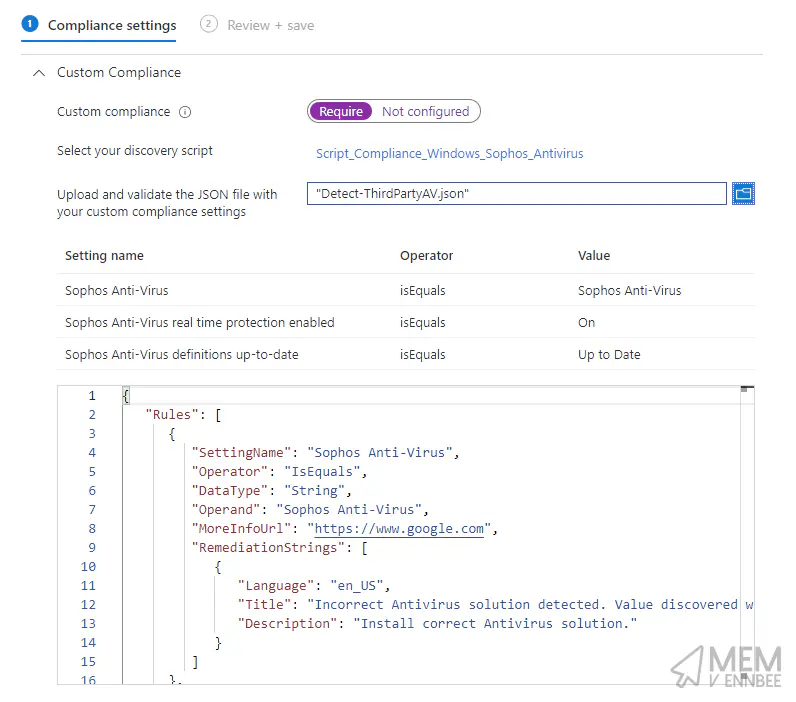 1 Compliance settings 2 Review + save
Custom Compliance
Custom compliance Require Not configured
Select your discovery script Script_Compliance_Windows_Sophos_Antivirus
Upload and validate the JSON file with "Detect-ThirdPartyAV.json"
your custom compliance settings
Setting name Operator Value
Sophos Anti-Virus isEquals Sophos Anti-Virus
Sophos Anti-Virus real time protection enabled isEquals On
Sophos Anti-Virus definitions up-to-date isEquals Up to Date
1 {
2 "Rules": [
3 {
4 "SettingName": "Sophos Anti-Virus",
5 "Operator": "IsEquals",
6 "DataType": "String",
7 "Operand": "Sophos Anti-Virus",
8 "MoreInfoUrl": "https://www.google.com",
9 "RemediationStrings": [
10 {
11 "Language": "en_US",
12 "Title": "Incorrect Antivirus solution detected. Value discovered w
13 "Description": "Install correct Antivirus solution."
14 }
15 ]
16 },
MEM
V ENNBEE